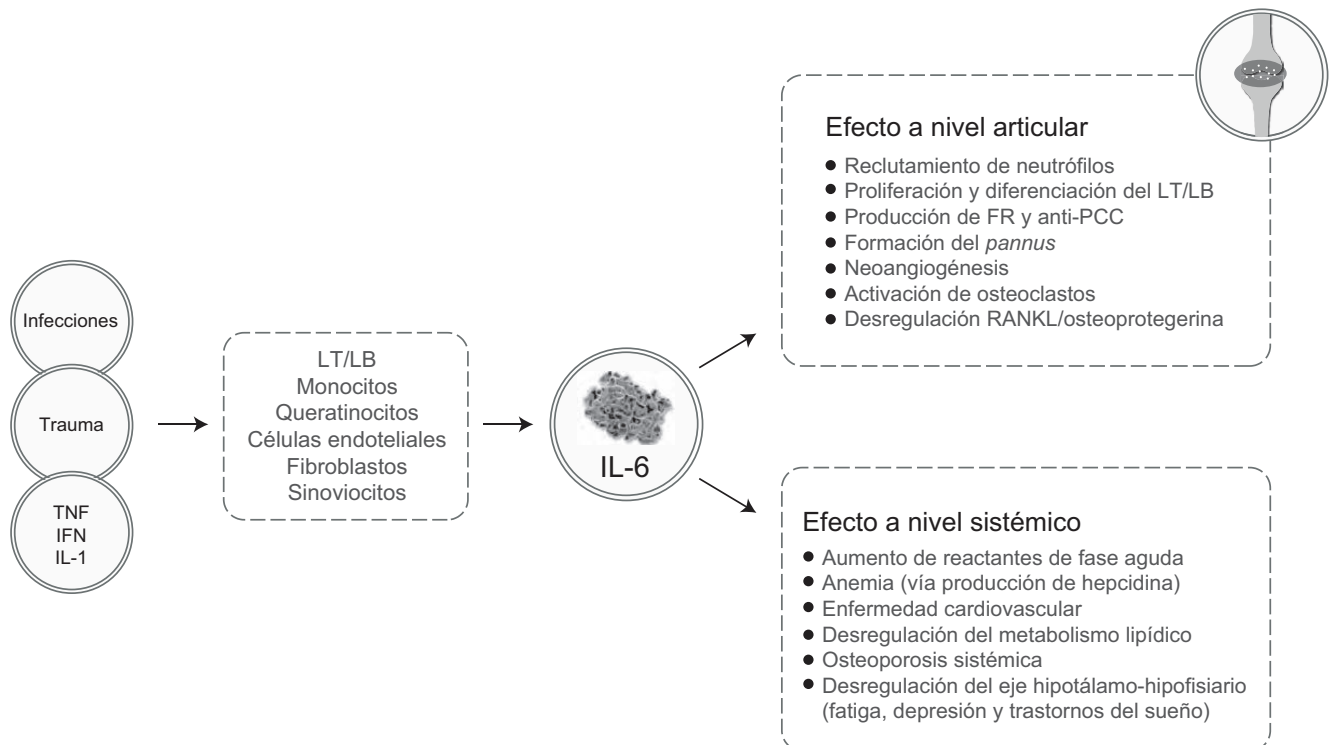 Infecciones
Trauma
TNF
IFN
IL-1
LT/LB
Monocitos
Queratinocitos
Células endoteliales
Fibroblastos
Sinoviocitos
IL-6
Efecto a nivel articular
● Reclutamiento de neutrófilos
● Proliferación y diferenciación del LT/LB
● Producción de FR y anti-PCC
● Formación del pannus
● Neoangiogénesis
● Activación de osteoclastos
● Desregulación RANKL/osteoprotegerina
Efecto a nivel sistémico
● Aumento de reactantes de fase aguda
● Anemia (vía producción de hepcidina)
● Enfermedad cardiovascular
● Desregulación del metabolismo lipídico
● Osteoporosis sistémica
● Desregulación del eje hipotálamo-hipofisiario
(fatiga, depresión y trastornos del sueño)